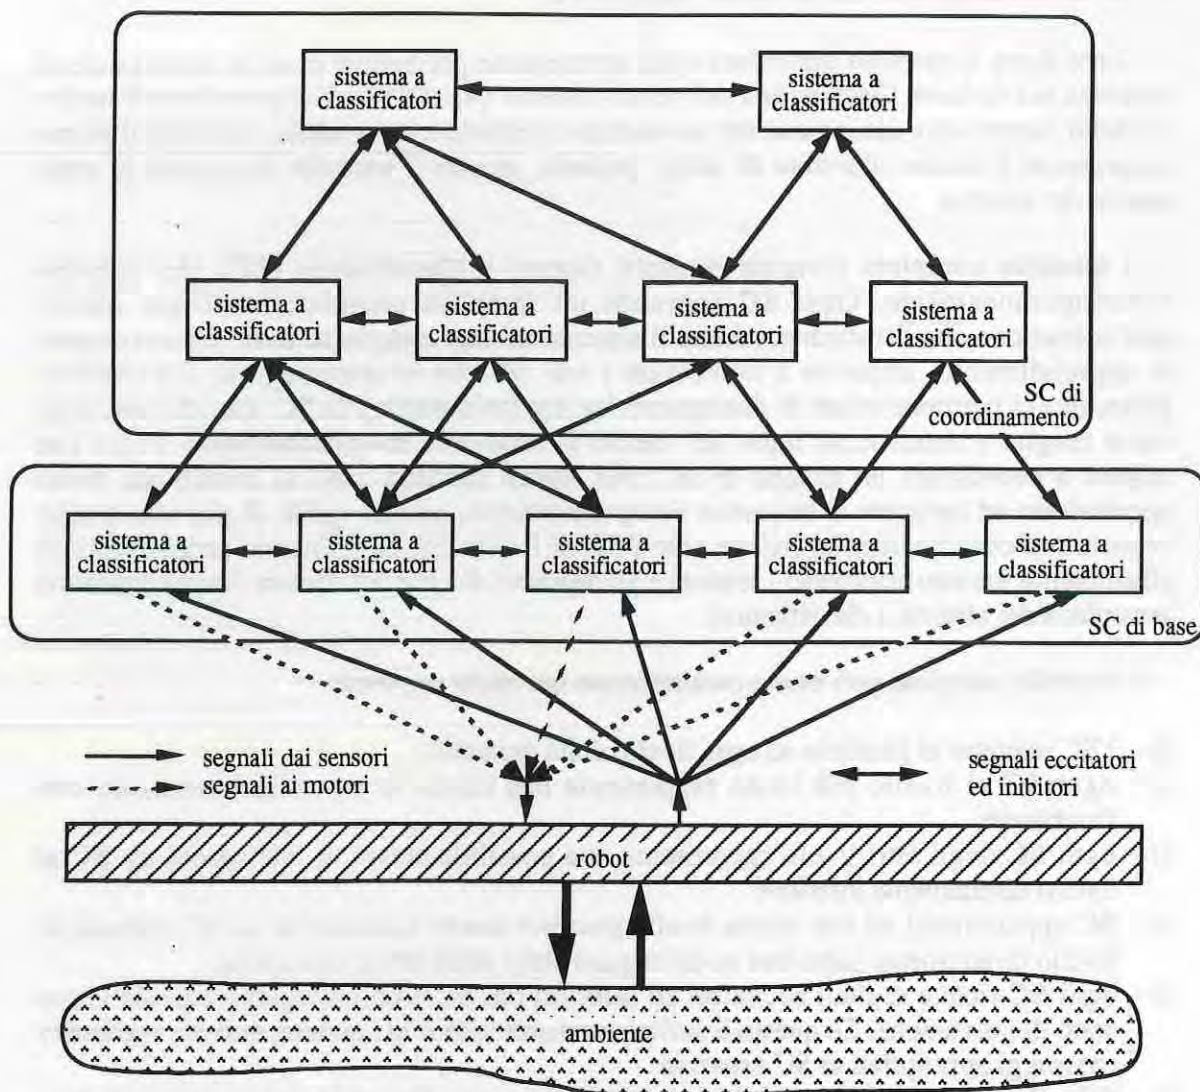 sistema a
classificatori
sistema a
classificatori
sistema a
classificatori
sistema a
classificatori
sistema a
classificatori
sistema a
classificatori
SC di
coordinamento
sistema a
classificatori
sistema a
classificatori
sistema a
classificatori
sistema a
classificatori
sistema a
classificatori
SC di base
segnali dai sensori
segnali ai motori
segnali eccitatori
ed inibitori
robot
ambiente